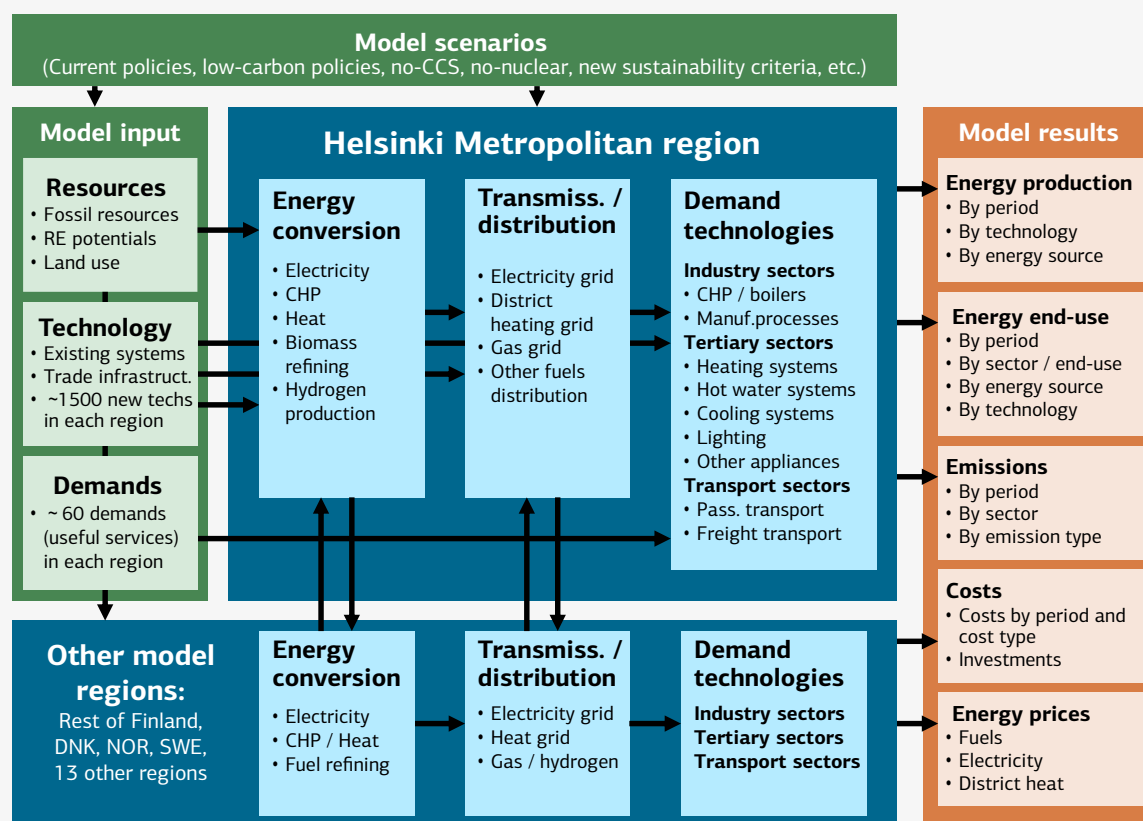 Model scenarios
(Current policies, low-carbon policies, no-CCS, no-nuclear, new sustainability criteria, etc.)
Model input
Resources
• Fossil resources
• RE potentials
• Land use
Technology
• Existing systems
• Trade infrastruct.
• ~1500 new techs
in each region
Demands
• ~ 60 demands
(useful services)
in each region
Helsinki Metropolitan region
Energy
conversion
• Electricity
• CHP
• Heat
• Biomass
refining
• Hydrogen
production
Transmiss. /
distribution
• Electricity grid
• District
heating grid
• Gas grid
• Other fuels
distribution
Demand
technologies
Industry sectors
• CHP / boilers
• Manuf.processes
Tertiary sectors
• Heating systems
• Hot water systems
• Cooling systems
• Lighting
• Other appliances
Transport sectors
• Pass. transport
• Freight transport
Other model
regions:
Rest of Finland,
DNK, NOR, SWE,
13 other regions
Energy
conversion
• Electricity
• CHP / Heat
• Fuel refining
Transmiss. /
distribution
• Electricity grid
• Heat grid
• Gas / hydrogen
Demand
technologies
Industry sectors
Tertiary sectors
Transport sectors
Model results
Energy production
• By period
• By technology
• By energy source
Energy end-use
• By period
• By sector / end-use
• By energy source
• By technology
Emissions
• By period
• By sector
• By emission type
Costs
• Costs by period and
cost type
• Investments
Energy prices
• Fuels
• Electricity
• District heat